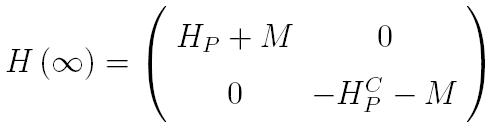 H (∞) = ( H_P + M 0
0 −H_P^C − M )